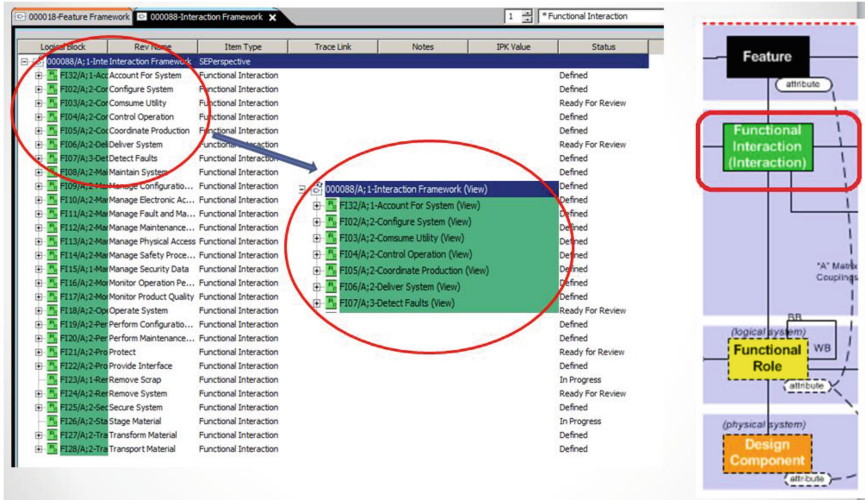 000018-Feature Framework 000088-Interaction Framework 1 *Functional Interaction
Logical Block Rev Name Item Type Trace Link Notes IPK Value Status
000088/A;1-Inte Interaction Framework SEPerspective
FI32/A;1-Acc Account For System Functional Interaction Defined
FI02/A;2-Cor Configure System Functional Interaction Defined
FI03/A;2-Cor Comsume Utility Functional Interaction Ready For Review
FI04/A;2-Cor Control Operation Functional Interaction Defined
FI05/A;2-Coc Coordinate Production Functional Interaction Defined
FI06/A;2-Del Deliver System Functional Interaction Ready For Review
FI07/A;3-Det Detect Faults Functional Interaction Defined
FI08/A;2-Mai Maintain System Functional Interaction Defined
FI09/A;2-Mar Manage Configuratio... Functional Interaction Defined
FI10/A;2-Mar Manage Electronic Ac... Functional Interaction Defined
FI11/A;2-Mar Manage Fault and Ma... Functional Interaction Defined
FI12/A;2-Mar Manage Maintenance... Functional Interaction Defined
FI13/A;2-Mar Manage Physical Access Functional Interaction Defined
FI14/A;2-Mar Manage Safety Proce... Functional Interaction Defined
FI15/A;1-Mar Manage Security Data Functional Interaction Defined
FI16/A;2-Mor Monitor Operation Pe... Functional Interaction Defined
FI17/A;2-Mor Monitor Product Quality Functional Interaction Defined
FI18/A;2-Ope Operate System Functional Interaction Ready For Review
FI19/A;2-Per Perform Configuratio... Functional Interaction Defined
FI20/A;2-Per Perform Maintenance... Functional Interaction Defined
FI21/A;2-Pro Protect Functional Interaction Ready for Review
FI22/A;2-Pro Provide Interface Functional Interaction Defined
FI23/A;1-Rer Remove Scrap Functional Interaction In Progress
FI24/A;2-Rer Remove System Functional Interaction Ready For Review
FI25/A;2-Sec Secure System Functional Interaction Defined
FI26/A;2-Sta Stage Material Functional Interaction In Progress
FI27/A;2-Tra Transform Material Functional Interaction Defined
FI28/A;2-Tra Transport Material Functional Interaction Defined
000088/A;1-Interaction Framework (View)
FI32/A;1-Account For System (View)
FI02/A;2-Configure System (View)
FI03/A;2-Comsume Utility (View)
FI04/A;2-Control Operation (View)
FI05/A;2-Coordinate Production (View)
FI06/A;2-Deliver System (View)
FI07/A;3-Detect Faults (View)
Feature
attribute
Functional
Interaction
(Interaction)
"A" Matrix
Couplings
BB
(logical system)
Functional
Role
WB
attribute
(physical system)
Design
Component
attribute